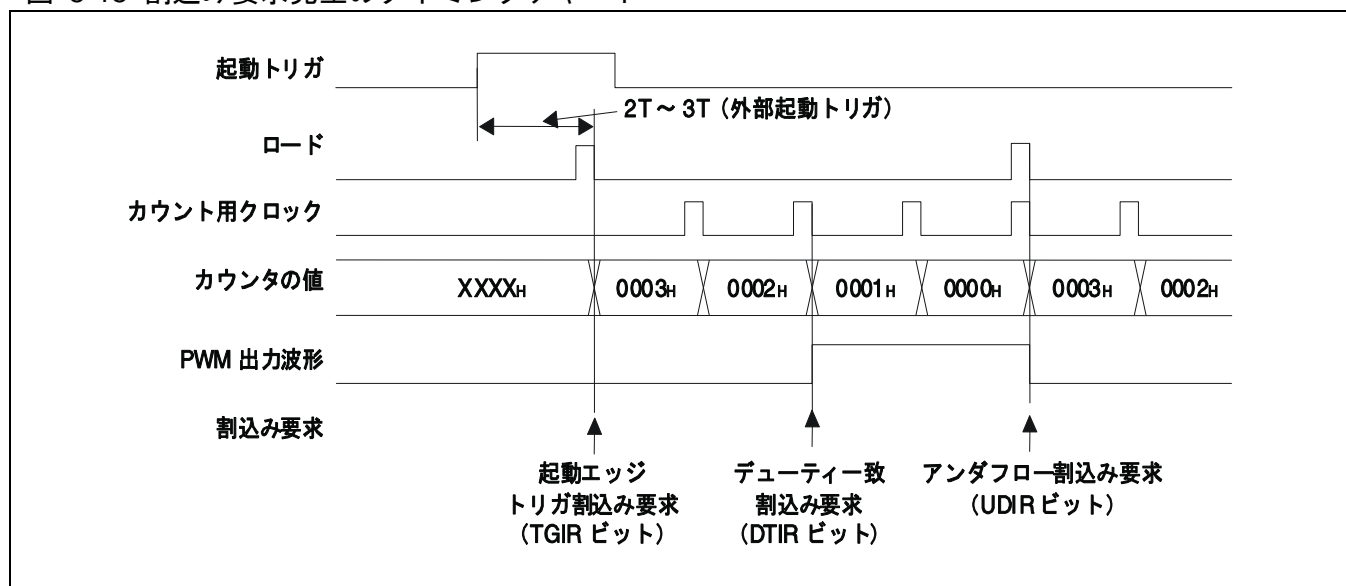 起動トリガ
2T～3T（外部起動トリガ）
ロード
カウント用クロック
カウンタの値
XXXXH 0003H 0002H 0001H 0000H 0003H 0002H
PWM 出力波形
割込み要求
起動エッジ
トリガ割込み要求
（TGIR ビット）
デューティ一致
割込み要求
（DTIR ビット）
アンダフロー割込み要求
（UDIR ビット）